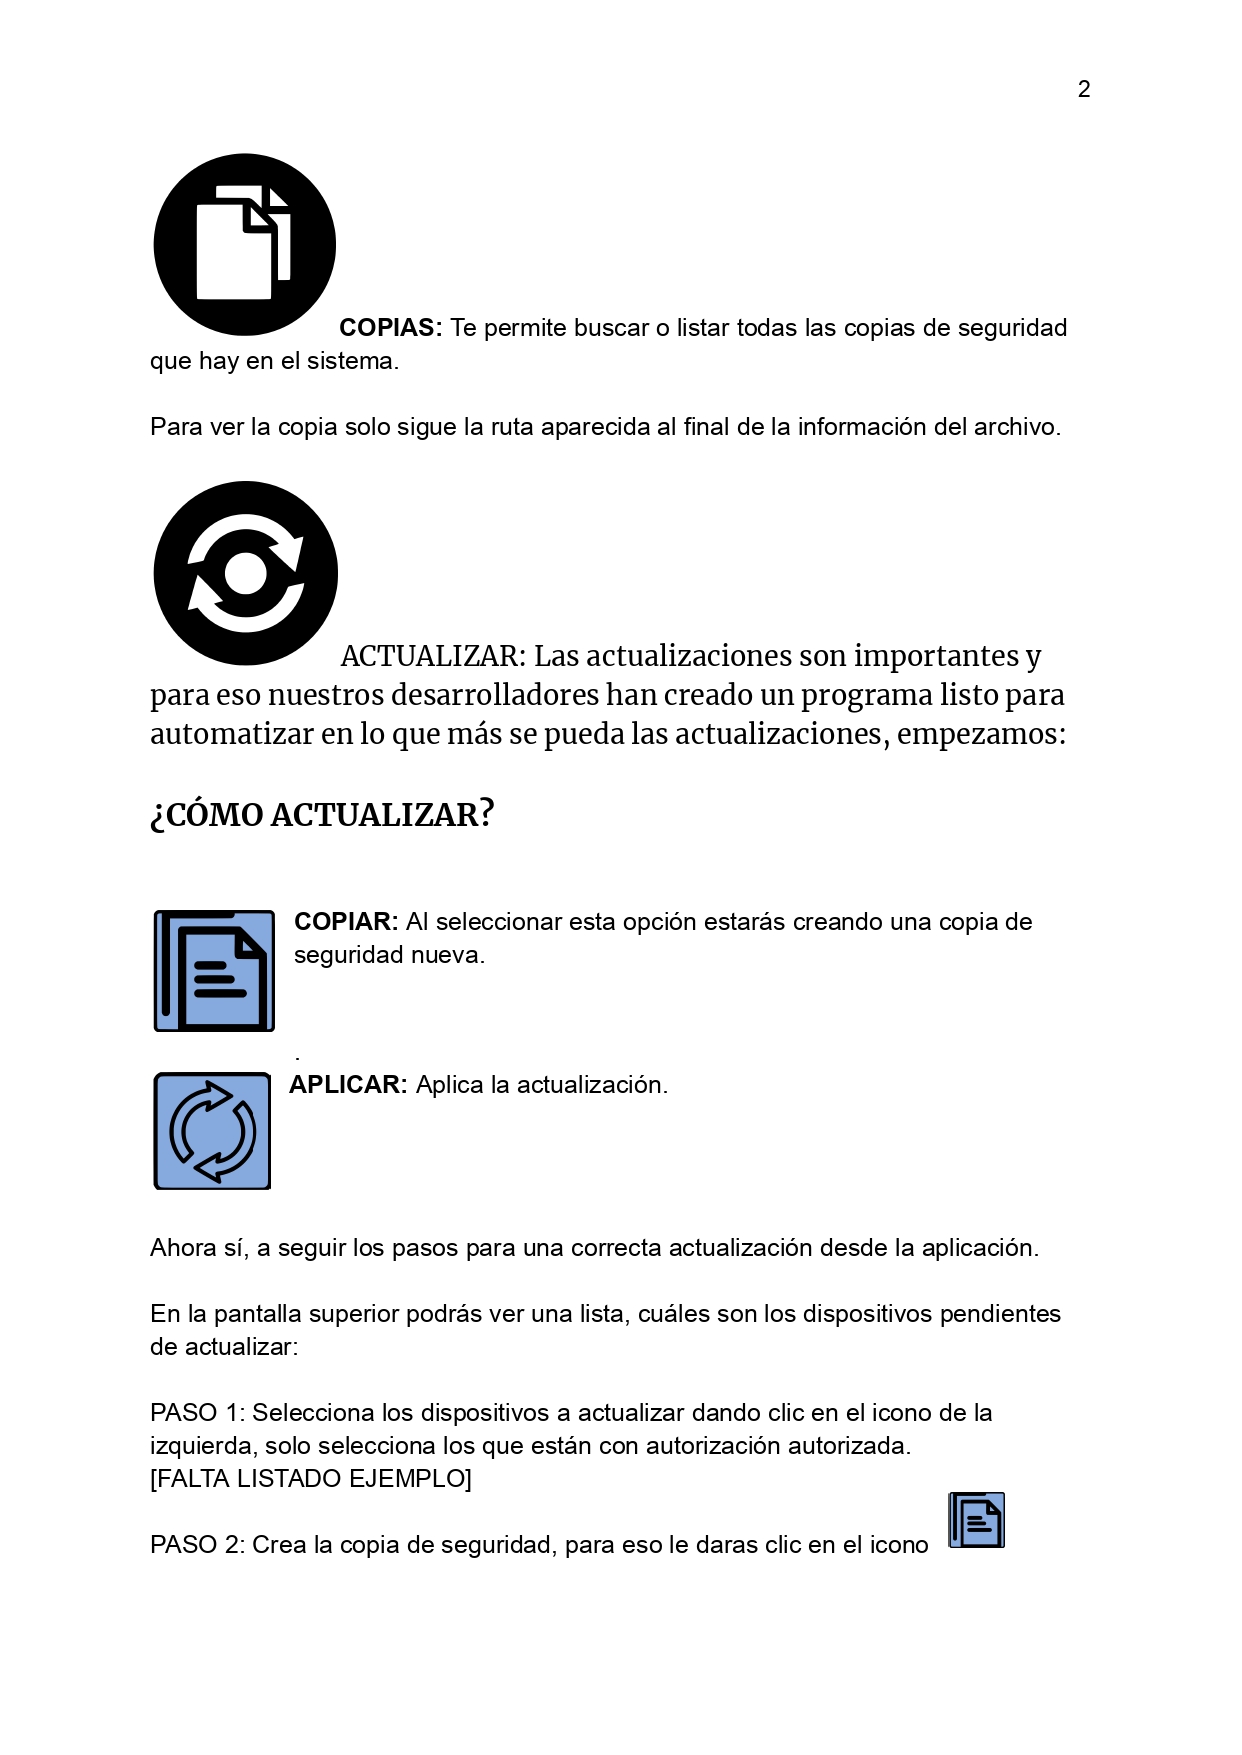 2
COPIAS: Te permite buscar o listar todas las copias de seguridad
que hay en el sistema.
Para ver la copia solo sigue la ruta aparecida al final de la información del archivo.
ACTUALIZAR: Las actualizaciones son importantes y
para eso nuestros desarrolladores han creado un programa listo para
automatizar en lo que más se pueda las actualizaciones, empezamos:
¿CÓMO ACTUALIZAR?
COPIAR: Al seleccionar esta opción estarás creando una copia de
seguridad nueva.
.
APLICAR: Aplica la actualización.
Ahora sí, a seguir los pasos para una correcta actualización desde la aplicación.
En la pantalla superior podrás ver una lista, cuáles son los dispositivos pendientes
de actualizar:
PASO 1: Selecciona los dispositivos a actualizar dando clic en el icono de la
izquierda, solo selecciona los que están con autorización autorizada.
[FALTA LISTADO EJEMPLO]
PASO 2: Crea la copia de seguridad, para eso le daras clic en el icono